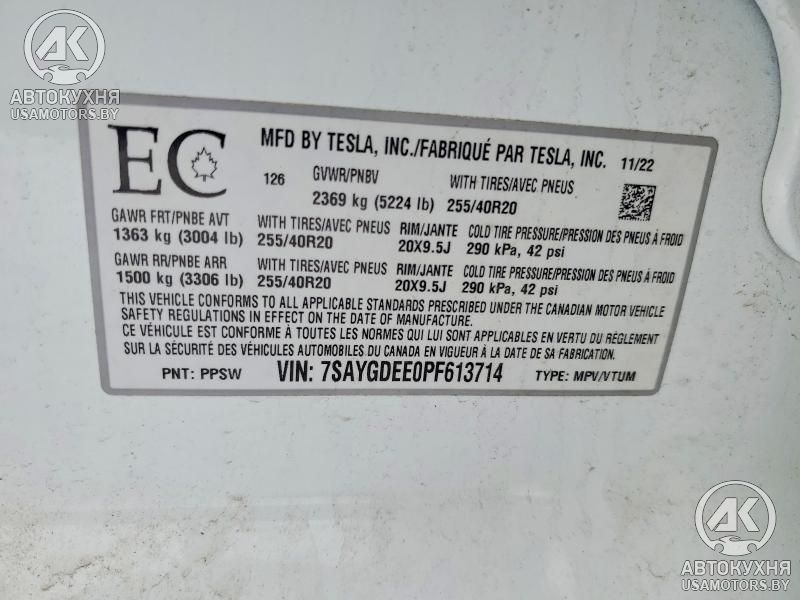 AK
АВТОКУХНЯ
USAMOTORS.BY
EC
MFD BY TESLA, INC./FABRIQUÉ PAR TESLA, INC. 11/22
126 GVWR/PNBV WITH TIRES/AVEC PNEUS
2369 kg (5224 lb) 255/40R20
GAWR FRT/PNBE AVT WITH TIRES/AVEC PNEUS RIM/JANTE COLD TIRE PRESSURE/PRESSION DES PNEUS À FROID
1363 kg (3004 lb) 255/40R20 20X9.5J 290 kPa, 42 psi
GAWR RR/PNBE ARR WITH TIRES/AVEC PNEUS RIM/JANTE COLD TIRE PRESSURE/PRESSION DES PNEUS À FROID
1500 kg (3306 lb) 255/40R20 20X9.5J 290 kPa, 42 psi
THIS VEHICLE CONFORMS TO ALL APPLICABLE STANDARDS PRESCRIBED UNDER THE CANADIAN MOTOR VEHICLE
SAFETY REGULATIONS IN EFFECT ON THE DATE OF MANUFACTURE.
CE VÉHICULE EST CONFORME À TOUTES LES NORMES QUI LUI SONT APPLICABLES EN VERTU DU RÈGLEMENT
SUR LA SÉCURITÉ DES VÉHICULES AUTOMOBILES DU CANADA EN VIGUEUR À LA DATE DE SA FABRICATION.
PNT: PPSW VIN: 7SAYGDEE0PF613714 TYPE: MPV/VTUM
AK
АВТОКУХНЯ
USAMOTORS.BY